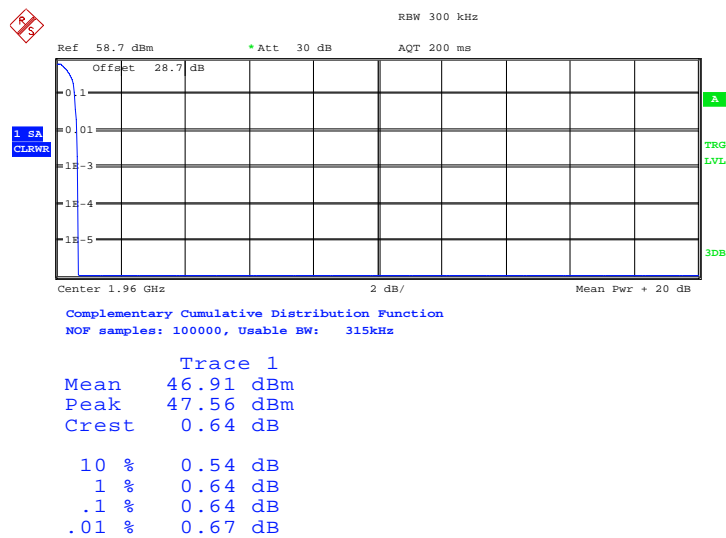 RBW 300 kHz
R S
Ref 58.7 dBm * Att 30 dB AQT 200 ms
Offset 28.7 dB
0.1
A
0.01
1 SA
CLRWR
TRG
LVL
1E-3
1E-4
1E-5
3DB
Center 1.96 GHz 2 dB/ Mean Pwr + 20 dB
Complementary Cumulative Distribution Function
NOF samples: 100000, Usable BW: 315kHz
Trace 1
Mean 46.91 dBm
Peak 47.56 dBm
Crest 0.64 dB
10 % 0.54 dB
1 % 0.64 dB
.1 % 0.64 dB
.01 % 0.67 dB